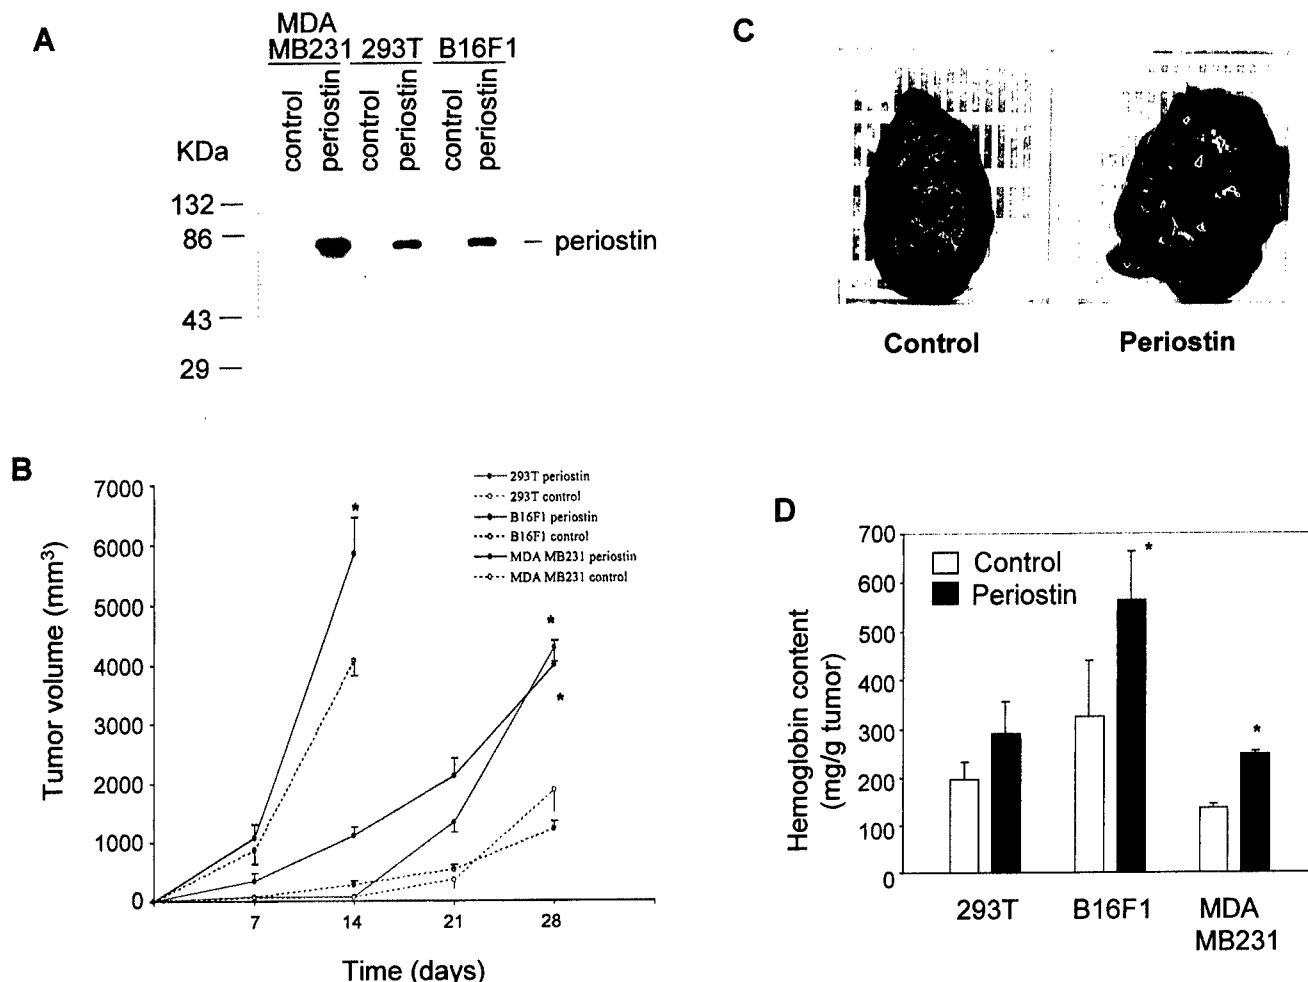 A
MDA
MB231 293T B16F1
control periostin control periostin control periostin
KDa
132
86
periostin
43
29
C
Control Periostin
B
293T periostin
293T control
B16F1 periostin
B16F1 control
MDA MB231 periostin
MDA MB231 control
7000
6000
5000
4000
3000
2000
1000
0
Tumor volume (mm³)
* * *
7 14 21 28
Time (days)
D
Control
Periostin
700
600
500
400
300
200
100
0
Hemoglobin content
(mg/g tumor)
* *
293T B16F1 MDA
MB231